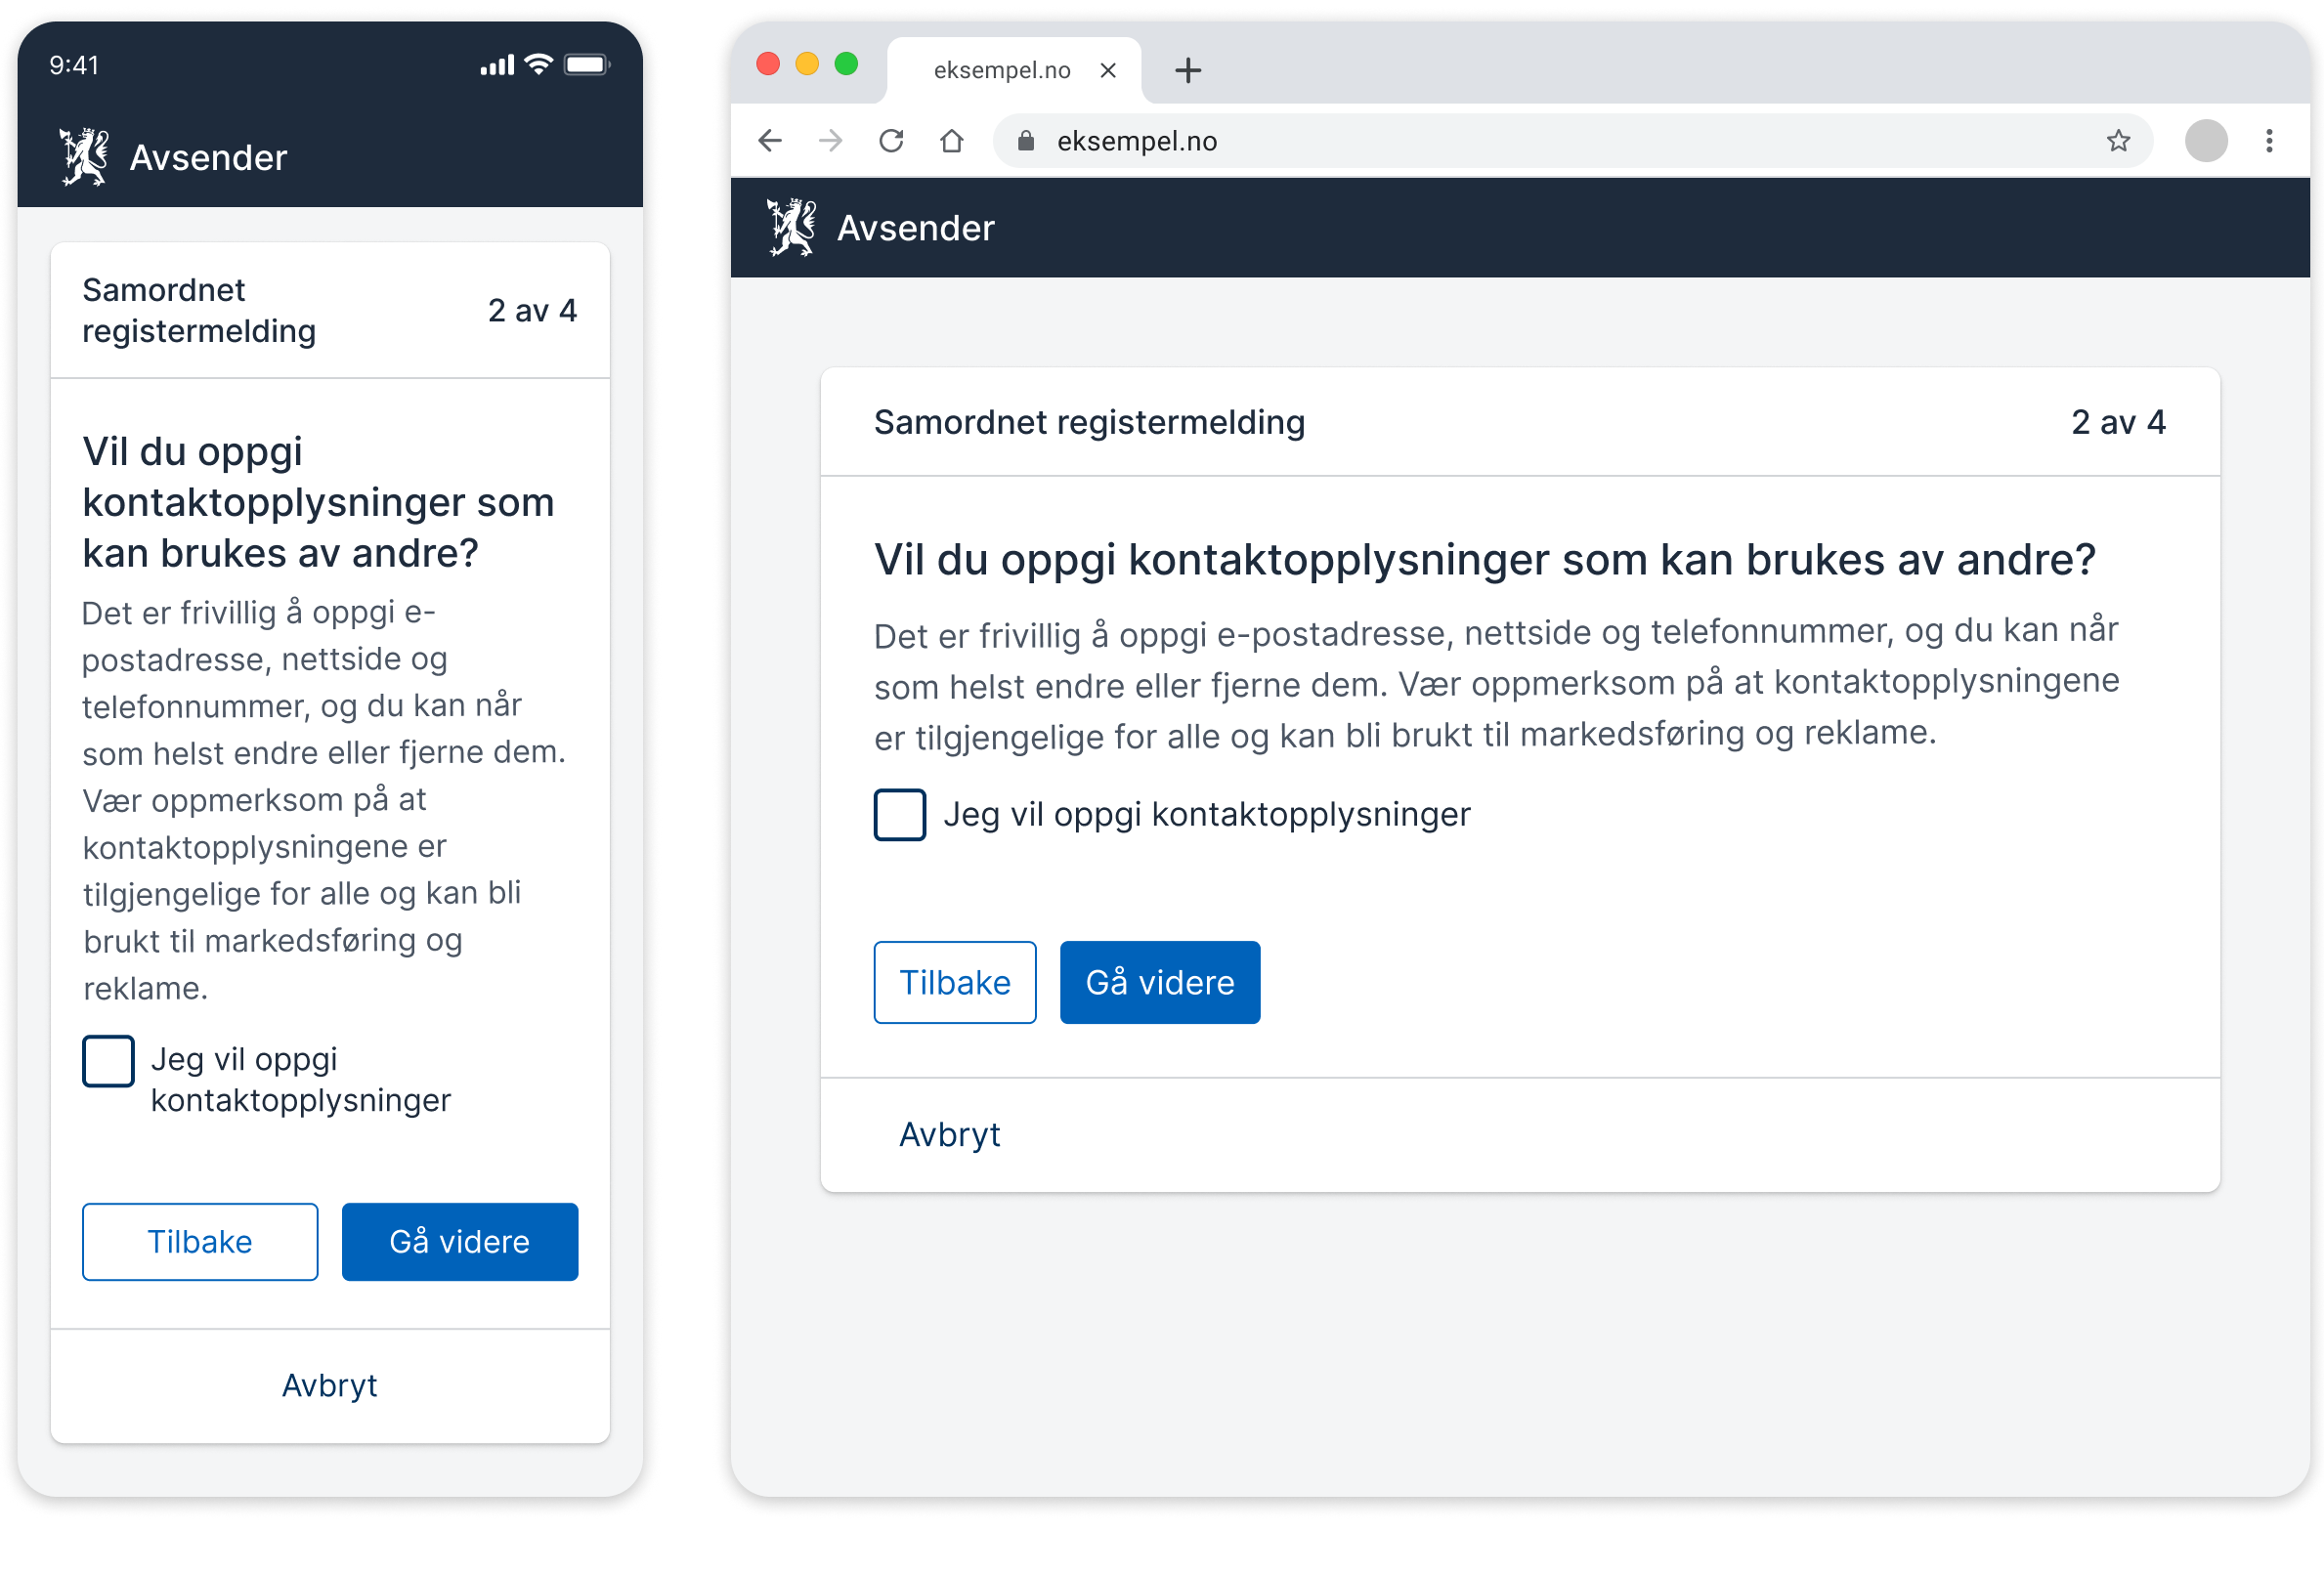 9:41
Avsender
Samordnet
registermelding
2 av 4
Vil du oppgi
kontaktopplysninger som
kan brukes av andre?
Det er frivillig å oppgi e-
postadresse, nettside og
telefonnummer, og du kan når
som helst endre eller fjerne dem.
Vær oppmerksom på at
kontaktopplysningene er
tilgjengelige for alle og kan bli
brukt til markedsføring og
reklame.
Jeg vil oppgi
kontaktopplysninger
Tilbake
Gå videre
Avbryt
eksempel.no
eksempel.no
Avsender
Samordnet registermelding
2 av 4
Vil du oppgi kontaktopplysninger som kan brukes av andre?
Det er frivillig å oppgi e-postadresse, nettside og telefonnummer, og du kan når
som helst endre eller fjerne dem. Vær oppmerksom på at kontaktopplysningene
er tilgjengelige for alle og kan bli brukt til markedsføring og reklame.
Jeg vil oppgi kontaktopplysninger
Tilbake
Gå videre
Avbryt